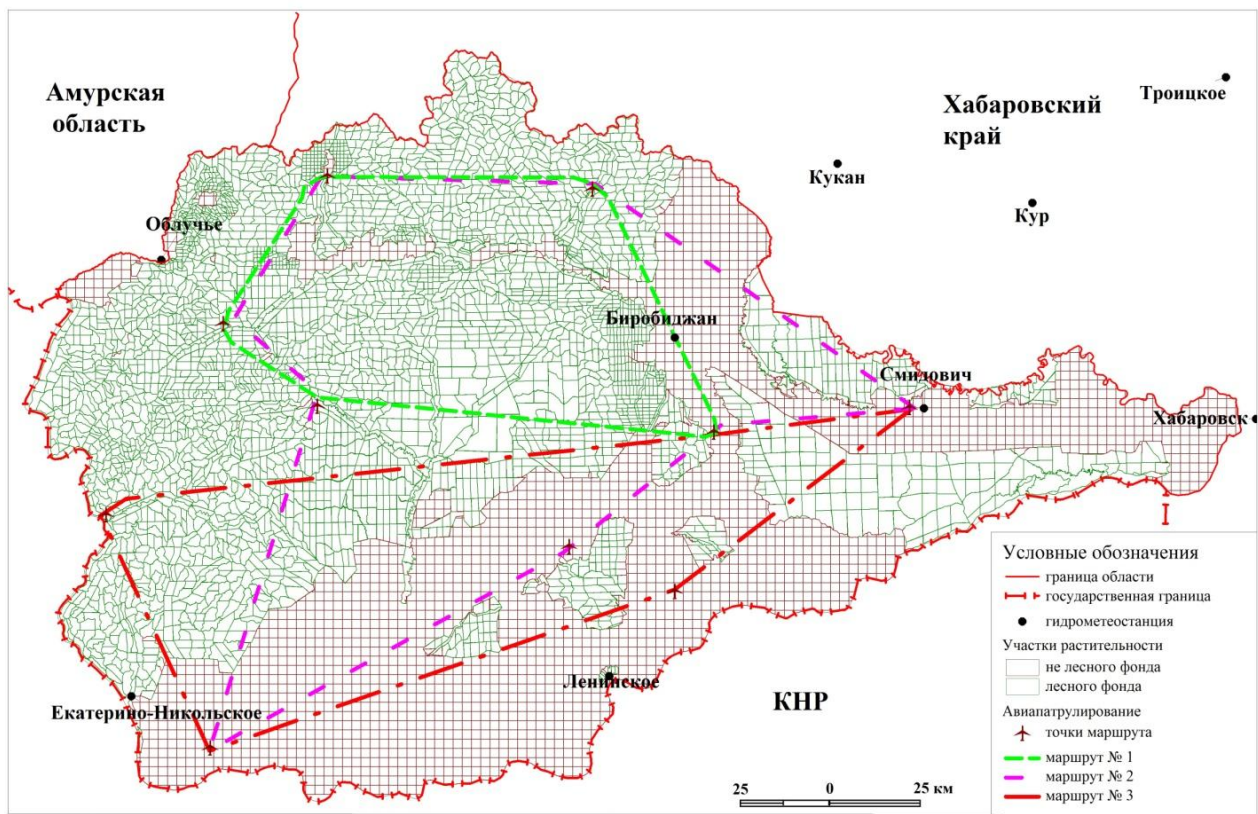 Амурская
область
Хабаровский
край
Троицкое
Кукан
Кур
Облучье
Биробиджан
Смидович
Хабаровск
Екатерино-Никольское
Ленинское
КНР
25 0 25 км
Условные обозначения
граница области
государственная граница
гидрометеостанция
Участки растительности
не лесного фонда
лесного фонда
Авиапатрулирование
точки маршрута
маршрут № 1
маршрут № 2
маршрут № 3